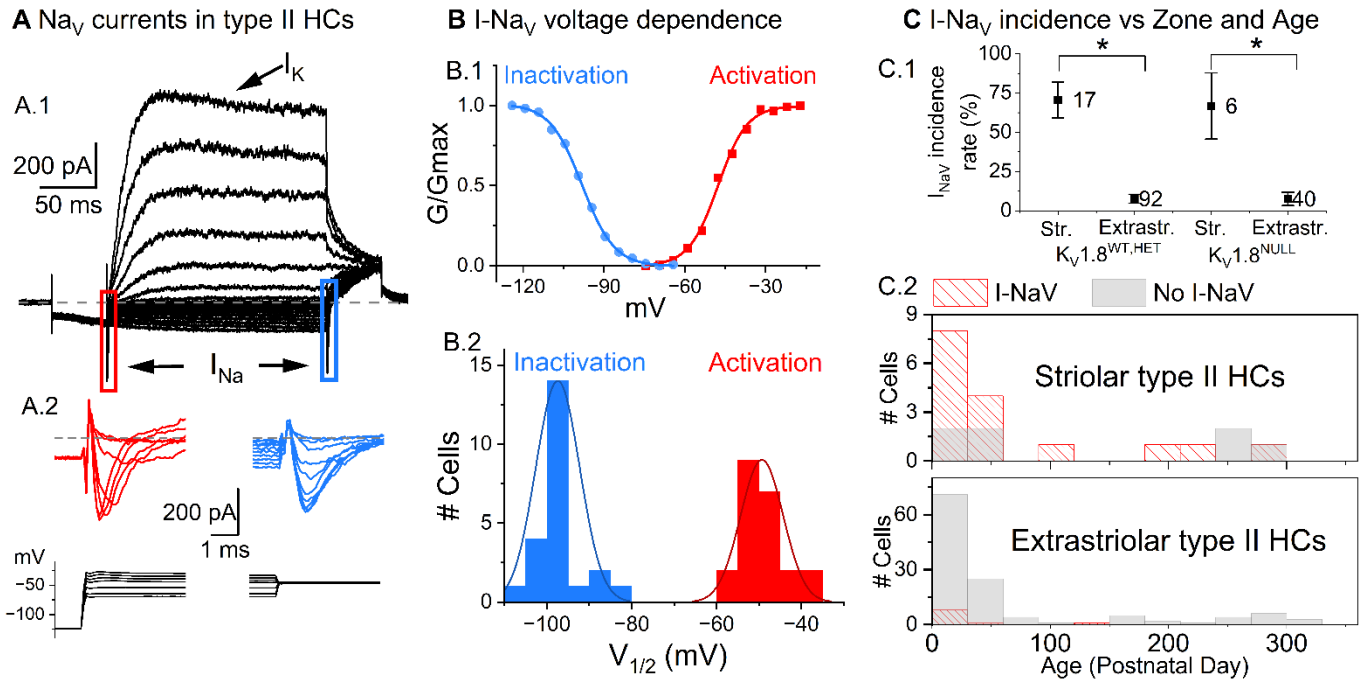 A Nav currents in type II HCs
A.1
IK
200 pA
50 ms
INa
A.2
200 pA
1 ms
mV
−50
−100
B I-NaV voltage dependence
B.1
Inactivation
Activation
G/Gmax
1.0
0.5
0.0
−120
−90
−60
−30
mV
B.2
Inactivation
Activation
# Cells
15
10
5
0
−100
−80
−60
−40
V1/2 (mV)
C I-NaV incidence vs Zone and Age
C.1
INaV incidence
rate (%)
100
75
50
25
0
*
*
17
92
6
40
Str.
Extrastr.
Str.
Extrastr.
KV1.8WT,HET
KV1.8NULL
C.2
I-NaV
No I-NaV
# Cells
9
6
3
0
Striolar type II HCs
# Cells
60
30
0
Extrastriolar type II HCs
0
100
200
300
Age (Postnatal Day)